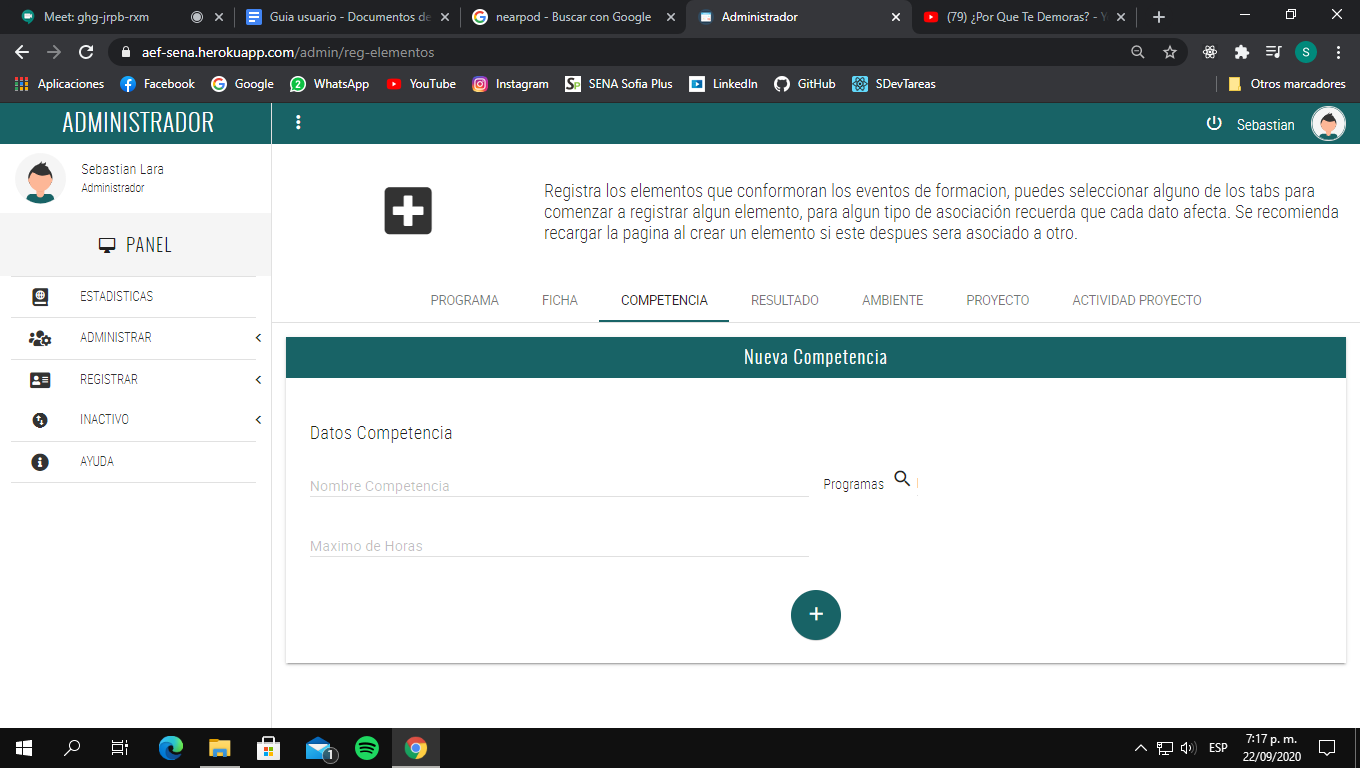 Meet: ghg-jrpb-rxm
Guia usuario - Documentos de
nearpod - Buscar con Google
Administrador
(79) ¿Por Que Te Demoras? - Y
aef-sena.herokuapp.com/admin/reg-elementos
S
Aplicaciones
Facebook
Google
WhatsApp
YouTube
Instagram
SENA Sofia Plus
LinkedIn
GitHub
SDevTareas
Otros marcadores
ADMINISTRADOR
Sebastian
Sebastian Lara
Administrador
PANEL
ESTADISTICAS
ADMINISTRAR
REGISTRAR
INACTIVO
AYUDA
Registra los elementos que conformoran los eventos de formacion, puedes seleccionar alguno de los tabs para
comenzar a registrar algun elemento, para algun tipo de asociación recuerda que cada dato afecta. Se recomienda
recargar la pagina al crear un elemento si este despues sera asociado a otro.
PROGRAMA
FICHA
COMPETENCIA
RESULTADO
AMBIENTE
PROYECTO
ACTIVIDAD PROYECTO
Nueva Competencia
Datos Competencia
Nombre Competencia
Programas
Maximo de Horas
+
1
ESP
7:17 p. m.
22/09/2020